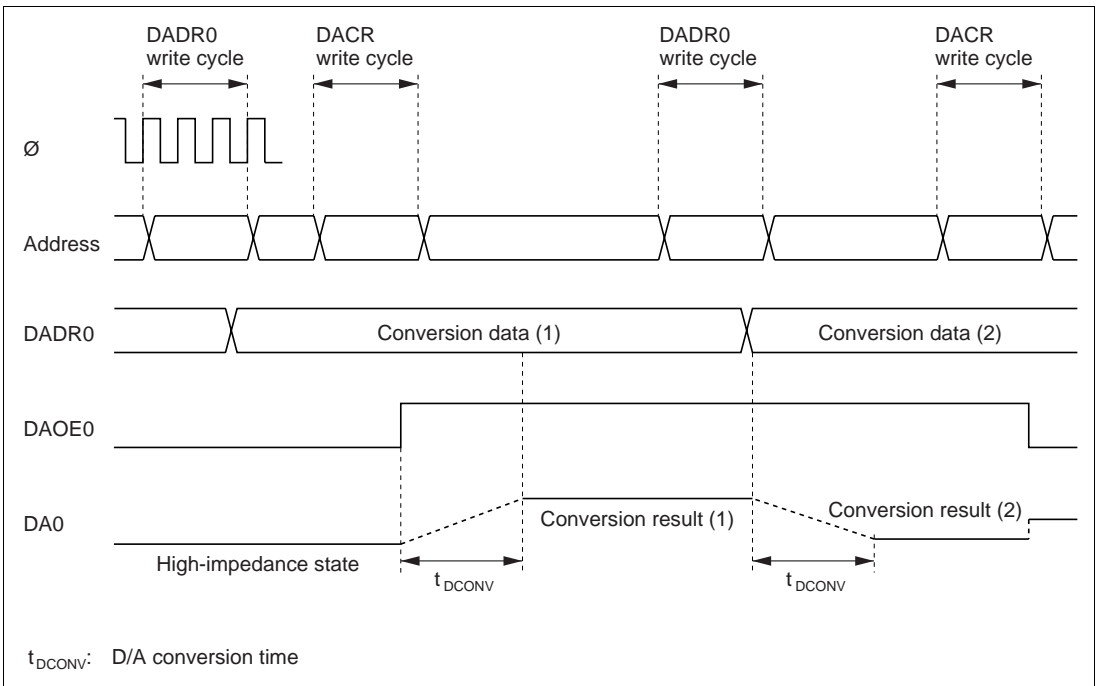 DADR0
write cycle
DACR
write cycle
DADR0
write cycle
DACR
write cycle
Ø
Address
DADR0
Conversion data (1)
Conversion data (2)
DAOE0
DA0
High-impedance state
Conversion result (1)
Conversion result (2)
t DCONV
t DCONV
tDCONV: D/A conversion time